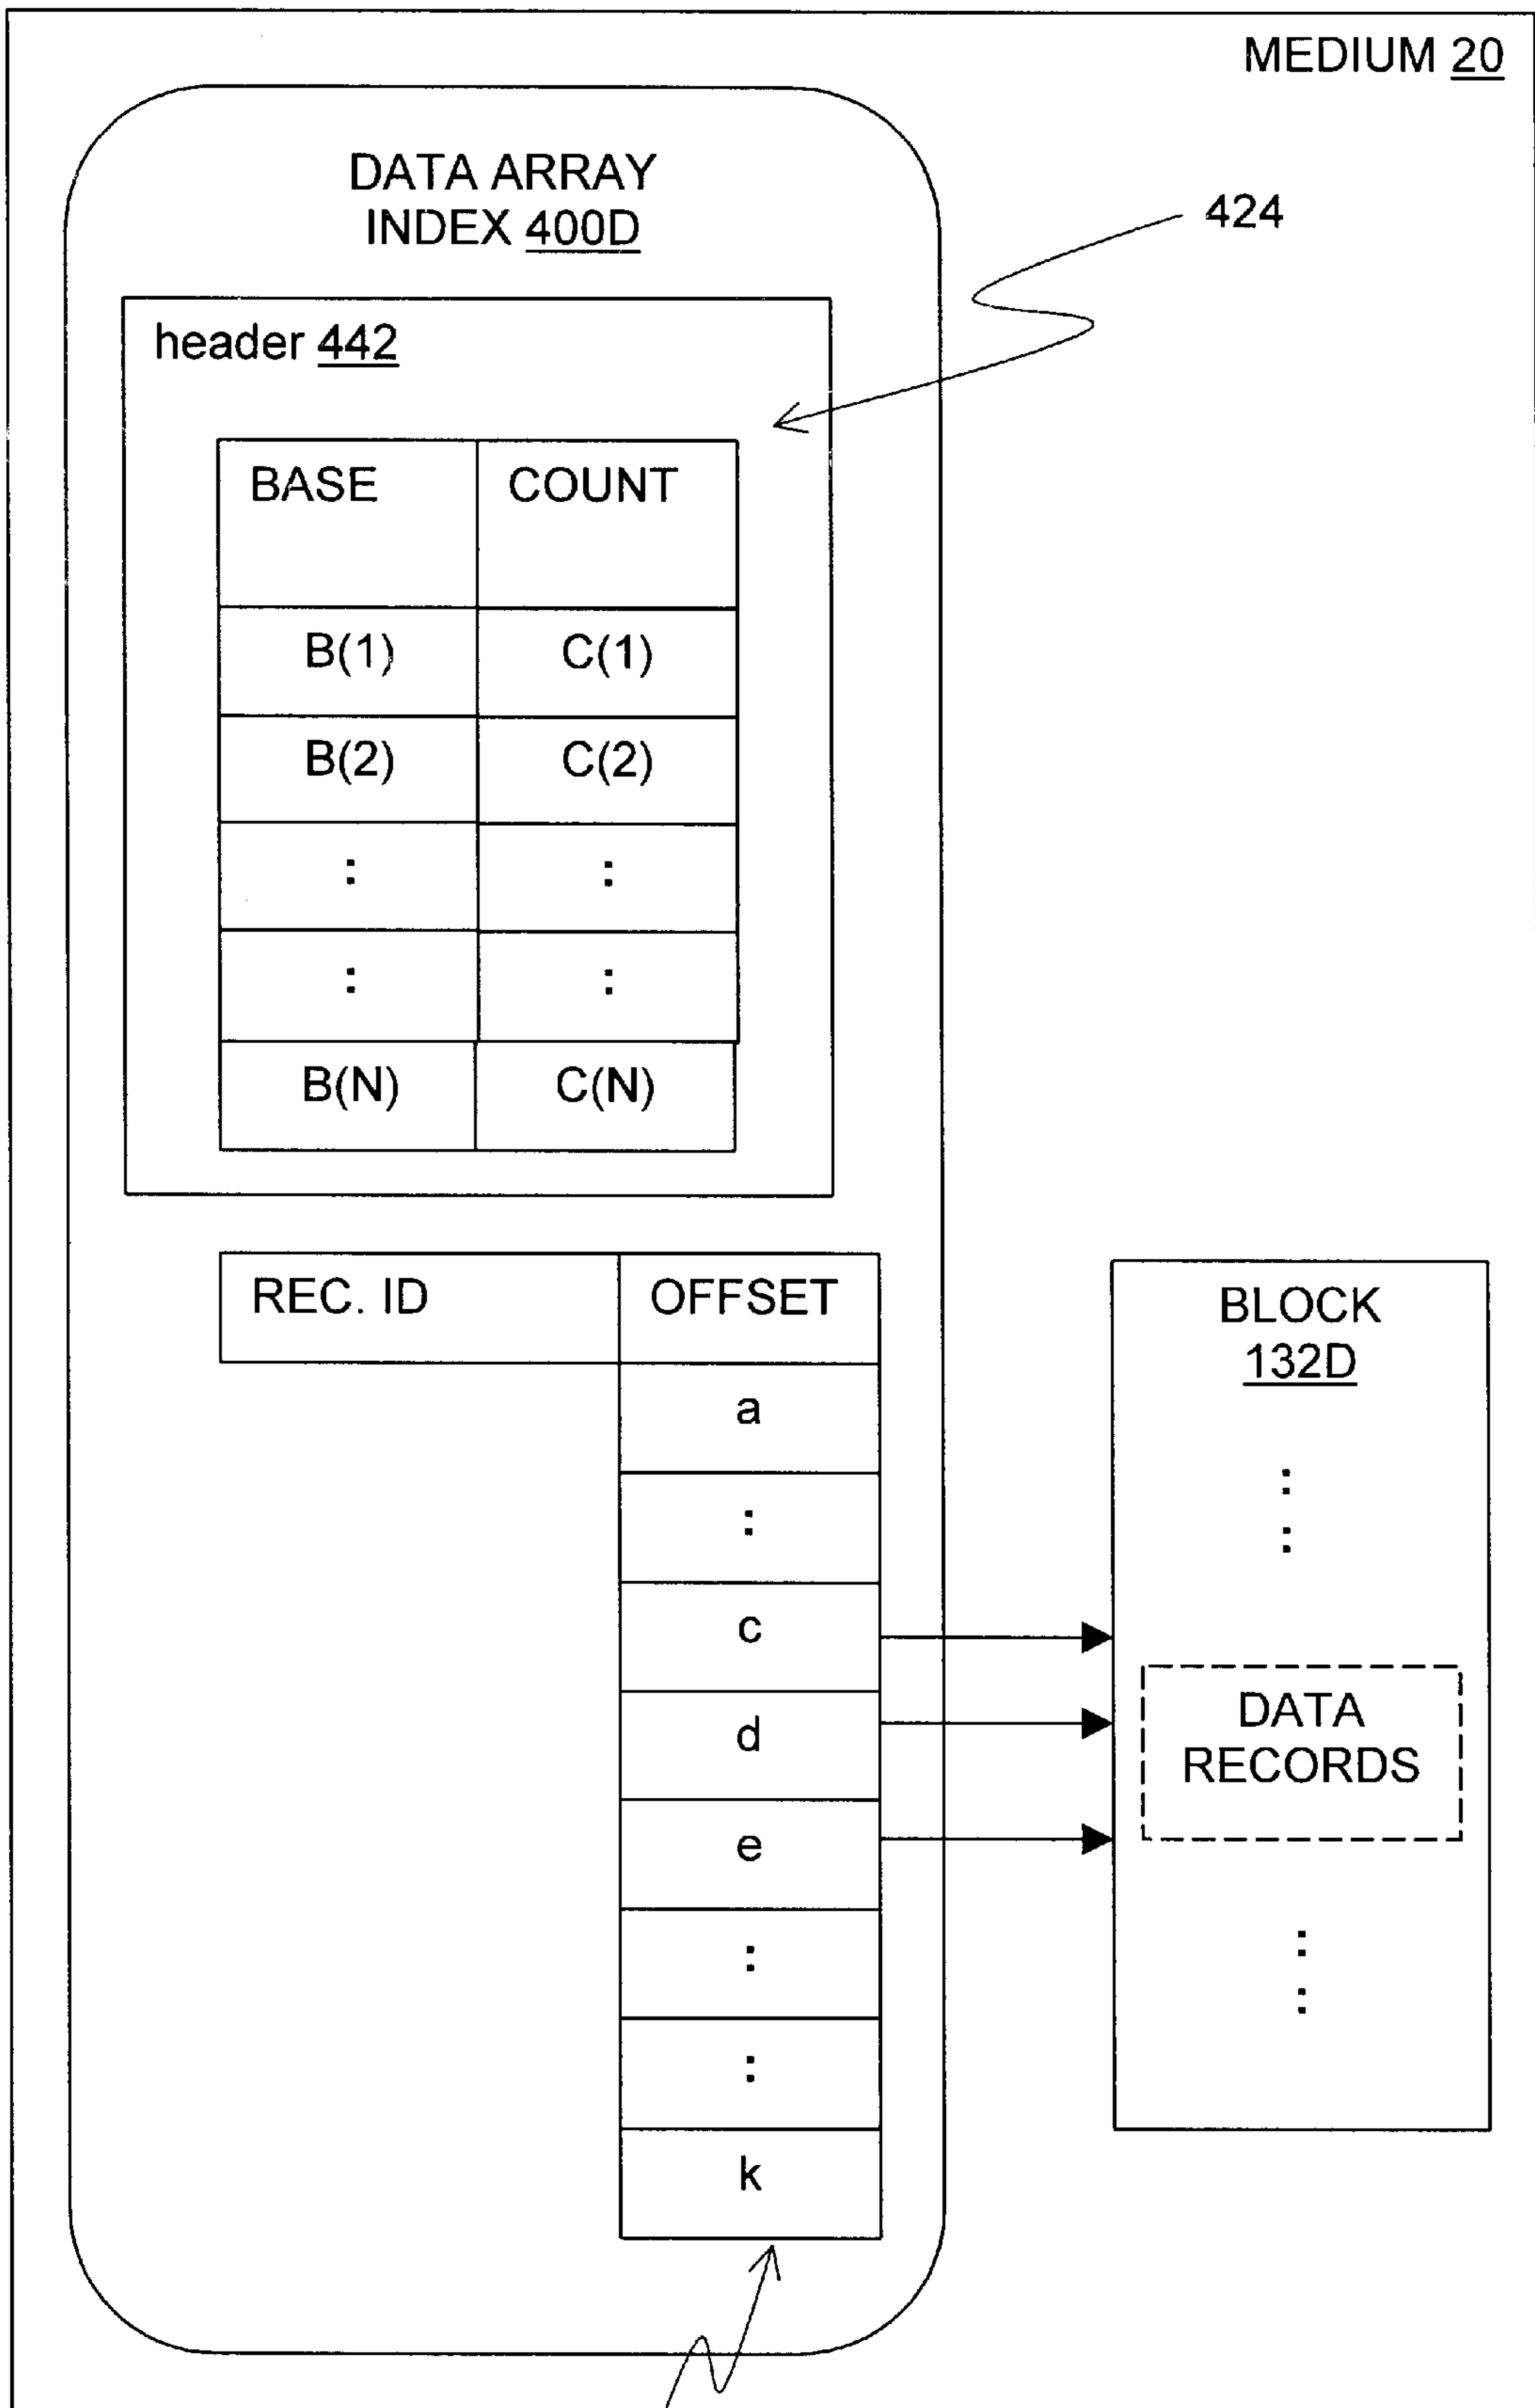 MEDIUM 20
DATA ARRAY
INDEX 400D
424
header 442
BASE COUNT
B(1) C(1)
B(2) C(2)
: :
: :
B(N) C(N)
REC. ID OFFSET
a
:
c
d
e
:
:
k
BLOCK
132D
:
:
DATA
RECORDS
:
: